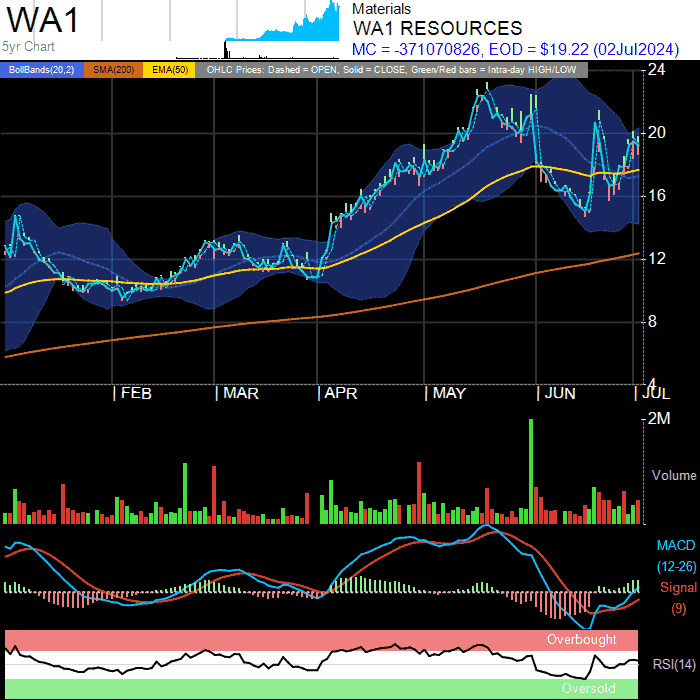 WA1
5yr Chart
Materials
WA1 RESOURCES
MC = -371070826, EOD = $19.22 (02Jul2024)
BollBands(20,2) SMA(200) EMA(50) OHLC Prices: Dashed = OPEN, Solid = CLOSE, Green/Red bars = Intra-day HIGH/LOW
24
20
16
12
8
4
FEB MAR APR MAY JUN JUL
2M
Volume
MACD
(12-26)
Signal
(9)
Overbought
RSI(14)
Oversold